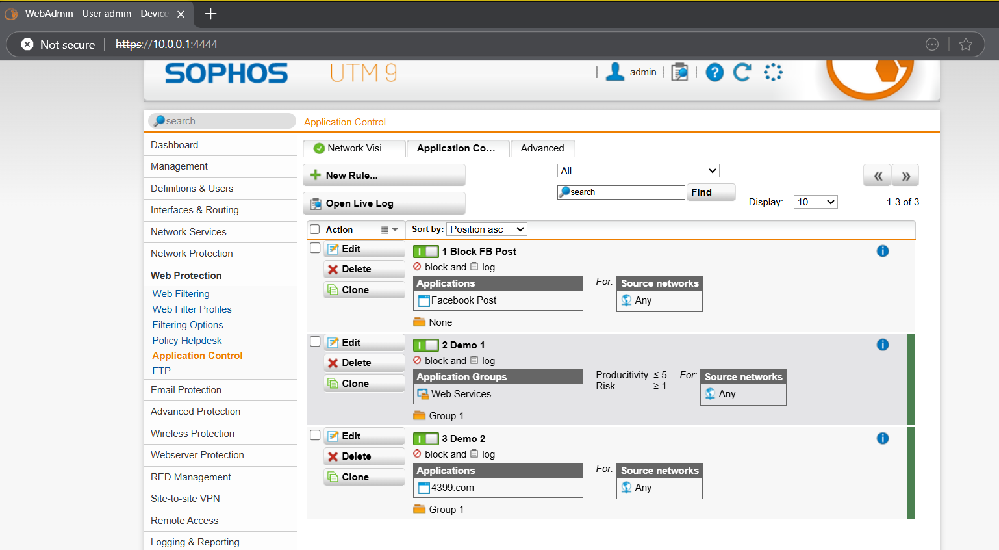 WebAdmin - User admin - Device
Not secure
https://10.0.0.1:4444
SOPHOS UTM 9
| admin | |
search
Application Control
Dashboard
Management
Definitions & Users
Interfaces & Routing
Network Services
Network Protection
Web Protection
Web Filtering
Web Filter Profiles
Filtering Options
Policy Helpdesk
Application Control
FTP
Email Protection
Advanced Protection
Wireless Protection
Webserver Protection
RED Management
Site-to-site VPN
Remote Access
Logging & Reporting
Network Visi... Application Co... Advanced
New Rule...
All
Open Live Log
search Find
Display: 10 1-3 of 3
Action Sort by: Position asc
Edit 1 Block FB Post
Delete block and log
Clone Applications For: Source networks
Facebook Post Any
None
Edit 2 Demo 1
Delete block and log
Clone Application Groups Producitivity ≤ 5 For: Source networks
Web Services Risk ≥ 1 Any
Group 1
Edit 3 Demo 2
Delete block and log
Clone Applications For: Source networks
4399.com Any
Group 1